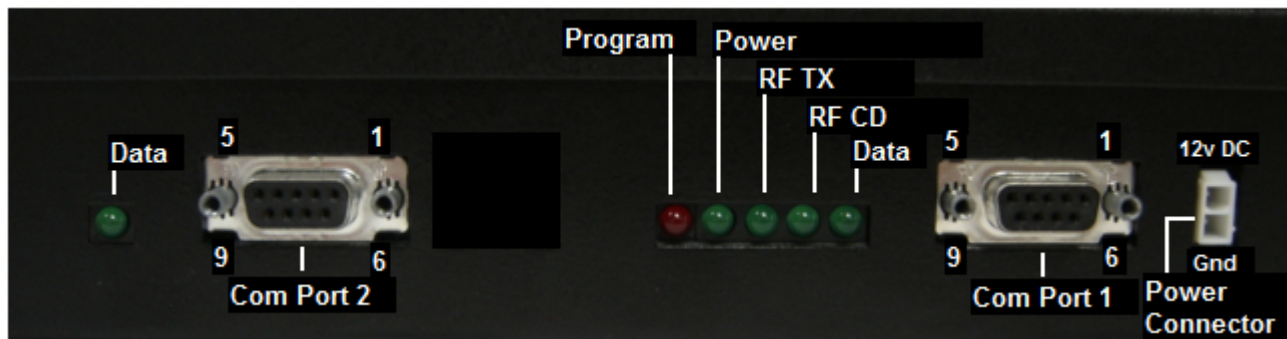 Program
Power
RF TX
RF CD
Data
5 1
Data
5 1
12v DC
9 6
Com Port 2
9 6
Com Port 1
Gnd
Power
Connector